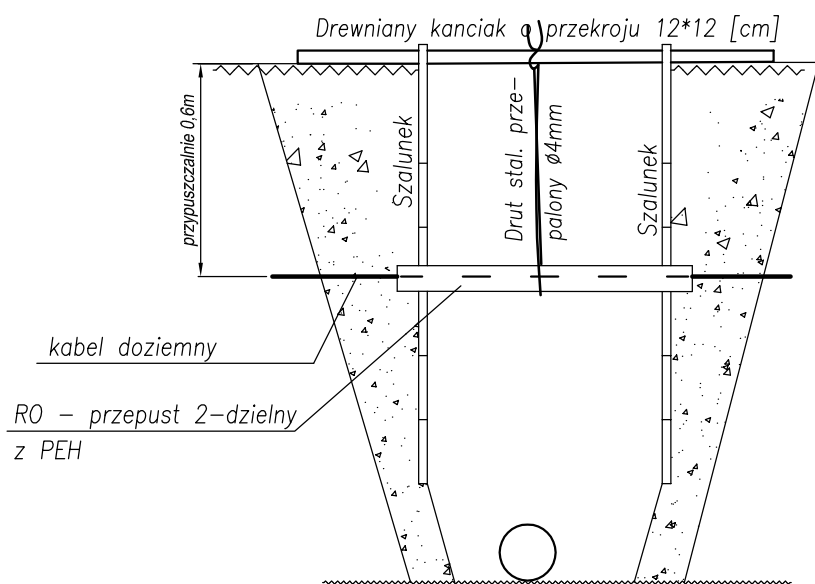 Drewniany kanciak o przekroju 12*12 [cm]
przypuszczalnie 0,6m
Szalunek
Drut stal. prze-
palony ø4mm
Szalunek
kabel doziemny
RO - przepust 2-dzielny
z PEH